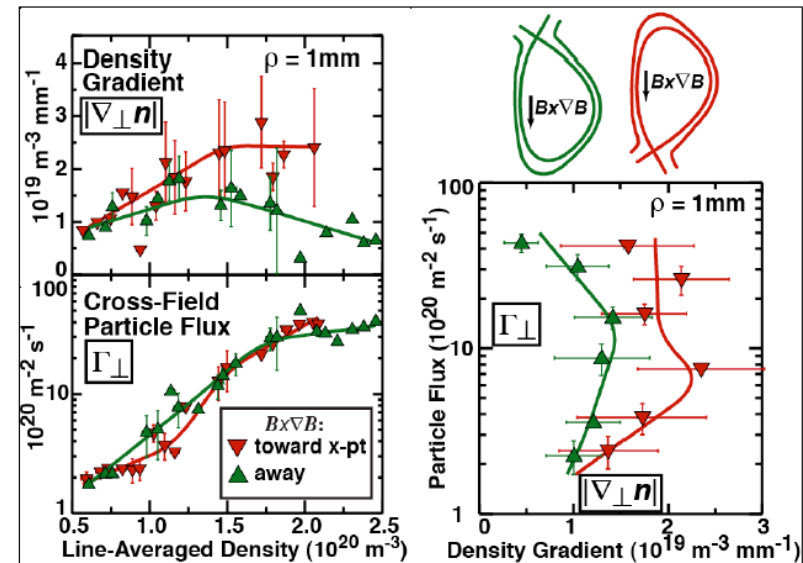 Density
Gradient
|∇⊥n|
ρ = 1mm
10¹⁹ m⁻³ mm⁻¹
4
3
2
1
0
Cross-Field
Particle Flux
Γ⊥
10²⁰ m⁻² s⁻¹
100
10
1
Bx∇B:
toward x-pt
away
0.5 1.0 1.5 2.0 2.5
Line-Averaged Density (10²⁰ m⁻³)
Bx∇B
Bx∇B
ρ = 1mm
Γ⊥
|∇⊥n|
Particle Flux (10²⁰ m⁻² s⁻¹)
100
10
1
0 1 2 3
Density Gradient (10¹⁹ m⁻³ mm⁻¹)